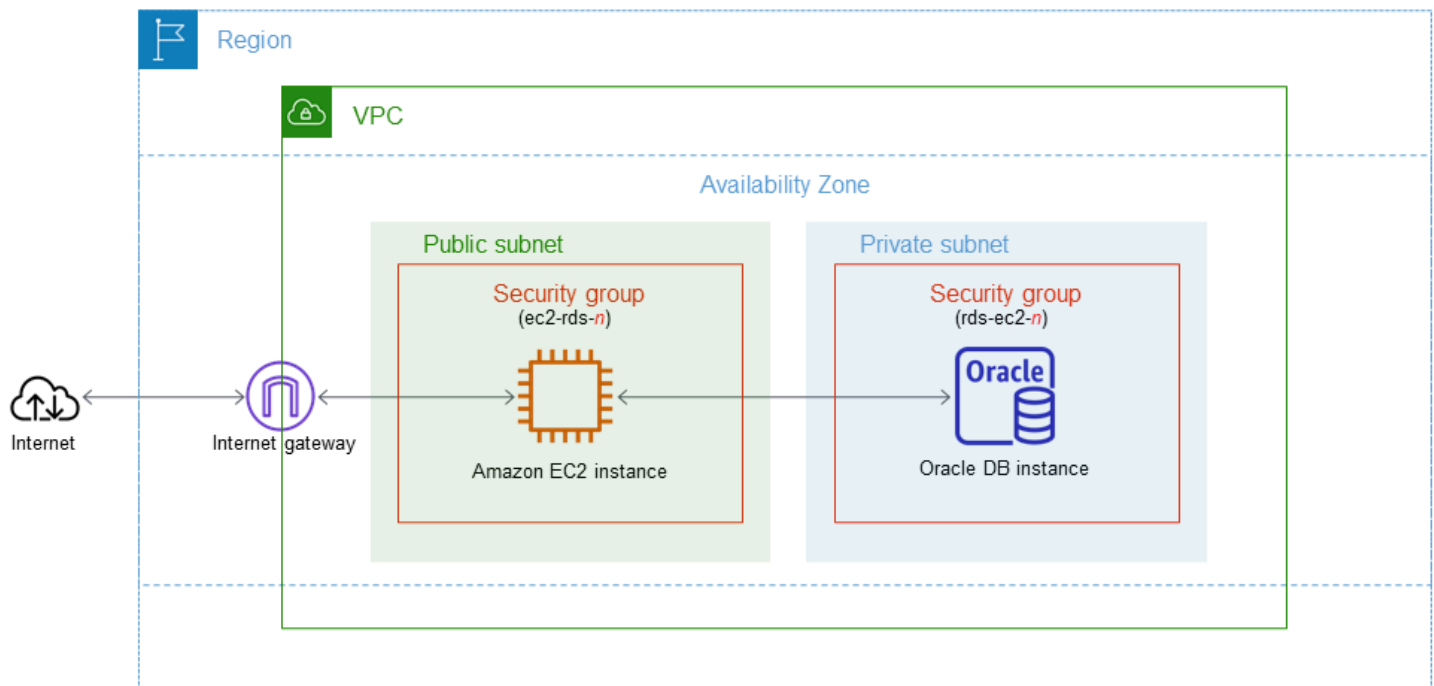 Region
VPC
Availability Zone
Public subnet
Private subnet
Security group
(ec2-rds-n)
Security group
(rds-ec2-n)
Oracle
Internet
Internet gateway
Amazon EC2 instance
Oracle DB instance